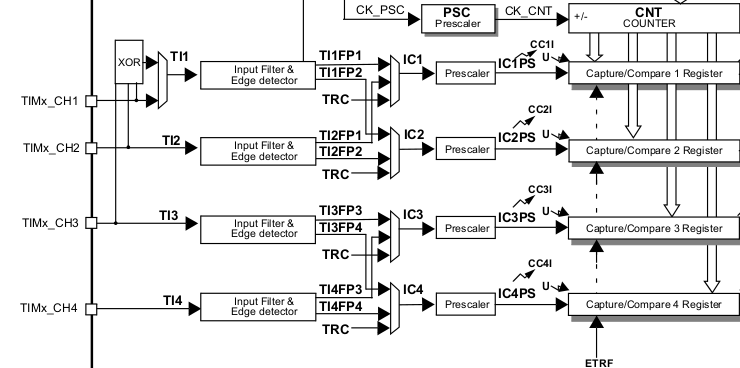 CK_PSC
PSC
Prescaler
CK_CNT
+/-
CNT
COUNTER
XOR
TI1
Input Filter &
Edge detector
TI1FP1
TI1FP2
TRC
IC1
Prescaler
IC1PS
CC1I
U
Capture/Compare 1 Register
TIMx_CH1
TIMx_CH2
TI2
Input Filter &
Edge detector
TI2FP1
TI2FP2
TRC
IC2
Prescaler
IC2PS
CC2I
U
Capture/Compare 2 Register
TIMx_CH3
TI3
Input Filter &
Edge detector
TI3FP3
TI3FP4
TRC
IC3
Prescaler
IC3PS
CC3I
U
Capture/Compare 3 Register
TIMx_CH4
TI4
Input Filter &
Edge detector
TI4FP3
TI4FP4
TRC
IC4
Prescaler
IC4PS
CC4I
U
Capture/Compare 4 Register
ETRF